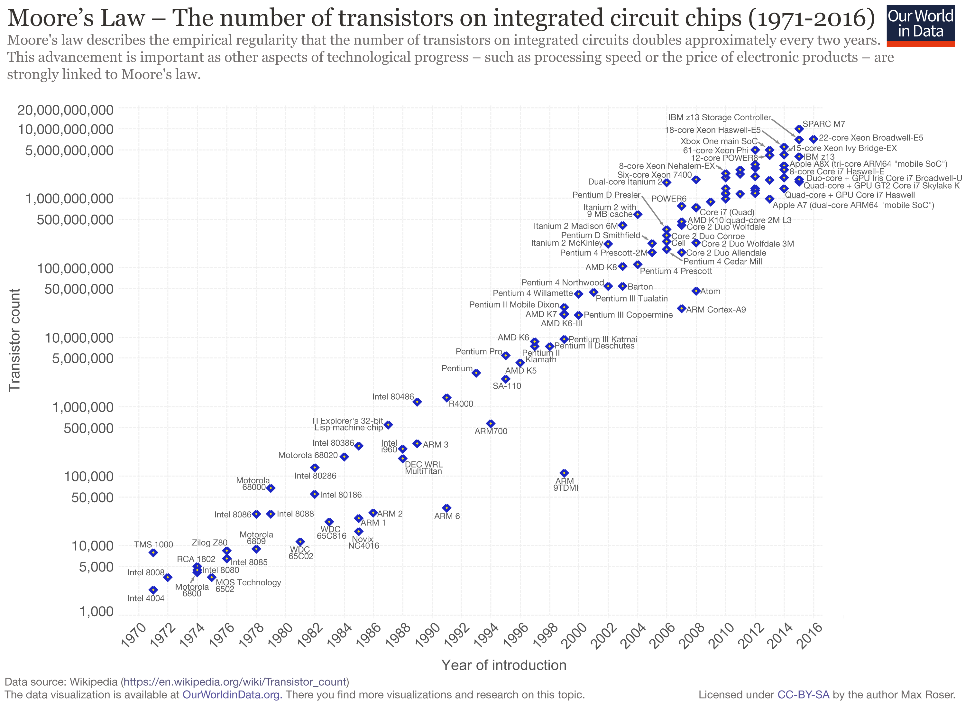 Moore's Law – The number of transistors on integrated circuit chips (1971-2016)
Our World
in Data
Moore's law describes the empirical regularity that the number of transistors on integrated circuits doubles approximately every two years.
This advancement is important as other aspects of technological progress – such as processing speed or the price of electronic products – are
strongly linked to Moore's law.
Transistor count
20,000,000,000
10,000,000,000
5,000,000,000
1,000,000,000
500,000,000
100,000,000
50,000,000
10,000,000
5,000,000
1,000,000
500,000
100,000
50,000
10,000
5,000
1,000
IBM z13 Storage Controller
SPARC M7
18-core Xeon Haswell-E5
22-core Xeon Broadwell-E5
Xbox One main SoC
15-core Xeon Ivy Bridge-EX
61-core Xeon Phi
IBM z13
12-core POWER8
Apple A8X (tri-core ARM64 "mobile SoC")
8-core Xeon Nehalem-EX
8-core Core i7 Haswell-E
Six-core Xeon 7400
Duo-core + GPU Iris Core i7 Broadwell-U
Dual-core Itanium 2
Quad-core + GPU GT2 Core i7 Skylake K
Pentium D Presler
POWER6
Quad-core + GPU Core i7 Haswell
Itanium 2 with
9 MB cache
Apple A7 (dual-core ARM64 "mobile SoC")
Core i7 (Quad)
Itanium 2 Madison 6M
AMD K10 quad-core 2M L3
Core 2 Duo Wolfdale
Pentium D Smithfield
Core 2 Duo Conroe
Itanium 2 McKinley
Cell
Core 2 Duo Wolfdale 3M
Pentium 4 Prescott-2M
Core 2 Duo Allendale
Pentium 4 Cedar Mill
AMD K8
Pentium 4 Prescott
Pentium 4 Northwood
Barton
Atom
Pentium 4 Willamette
Pentium III Tualatin
Pentium II Mobile Dixon
ARM Cortex-A9
AMD K7
Pentium III Coppermine
AMD K6-III
AMD K6
Pentium III Katmai
Pentium II Deschutes
Pentium Pro
Pentium II
Klamath
Pentium
AMD K5
SA-110
Intel 80486
R4000
TI Explorer's 32-bit
Lisp machine chip
ARM700
Intel 80386
Intel
i960
ARM 3
Motorola 68020
DEC WRL
MultiTitan
Intel 80286
ARM
9TDMI
Motorola
68000
Intel 80186
Intel 8086
Intel 8088
ARM 2
ARM 6
ARM 1
WDC
65C816
Novix
NC4016
TMS 1000
Zilog Z80
Motorola
6809
WDC
65C02
RCA 1802
Intel 8085
Intel 8008
Intel 8080
Motorola
6800
MOS Technology
6502
Intel 4004
1970
1972
1974
1976
1978
1980
1982
1984
1986
1988
1990
1992
1994
1996
1998
2000
2002
2004
2006
2008
2010
2012
2014
2016
Year of introduction
Data source: Wikipedia (https://en.wikipedia.org/wiki/Transistor_count)
The data visualization is available at OurWorldinData.org. There you find more visualizations and research on this topic.
Licensed under CC-BY-SA by the author Max Roser.